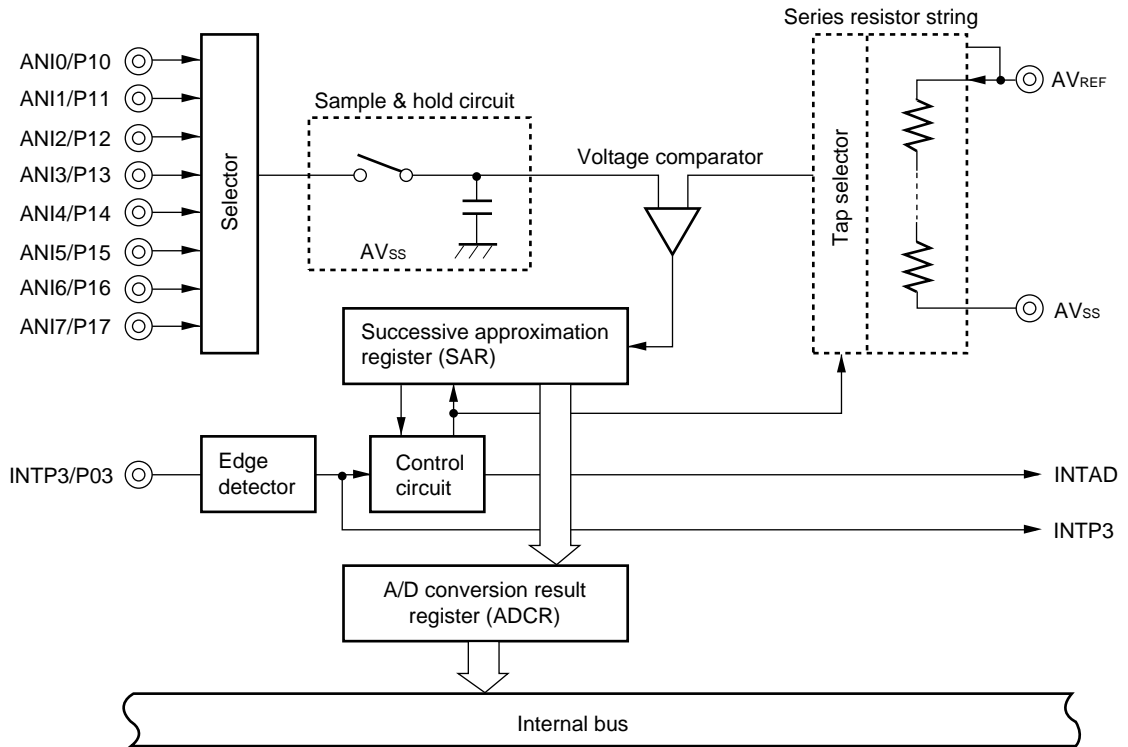 Series resistor string
ANI0/P10
ANI1/P11
ANI2/P12
ANI3/P13
ANI4/P14
ANI5/P15
ANI6/P16
ANI7/P17
Selector
Sample & hold circuit
AVSS
Voltage comparator
Tap selector
AVREF
AVSS
Successive approximation
register (SAR)
INTP3/P03
Edge
detector
Control
circuit
INTAD
INTP3
A/D conversion result
register (ADCR)
Internal bus